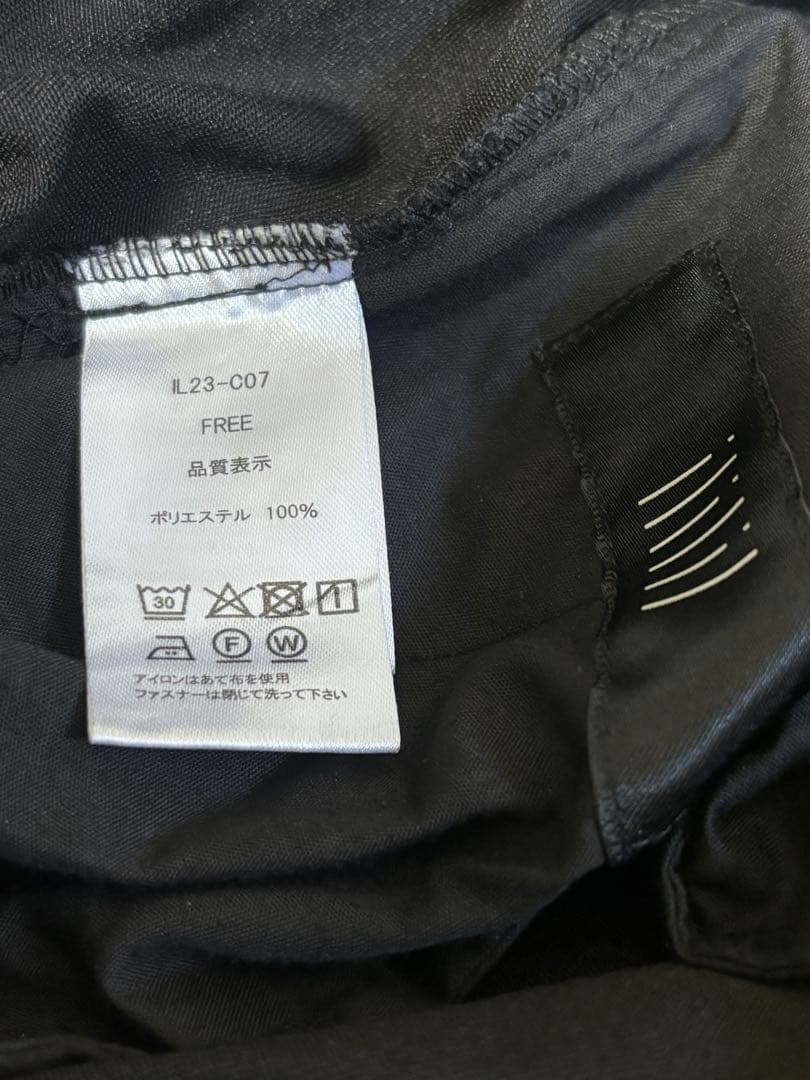 IL23-C07
FREE
品質表示
ポリエステル 100%
30
F W
アイロンはあて布を使用
ファスナーは閉じて洗って下さい